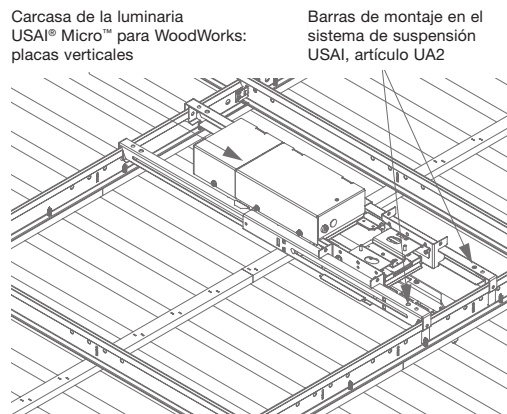 Carcasa de la luminaria
USAI® Micro™ para WoodWorks:
placas verticales
Barras de montaje en el
sistema de suspensión
USAI, artículo UA2